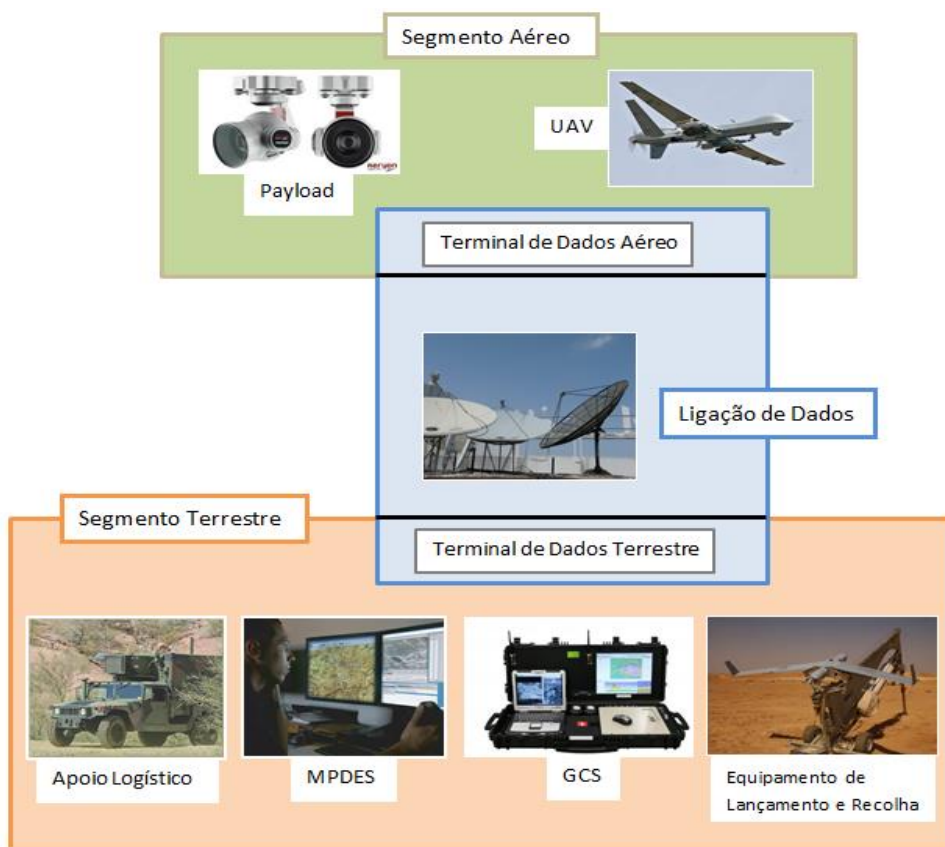 Segmento Aéreo
aeryon
Payload
UAV
Terminal de Dados Aéreo
Ligação de Dados
Segmento Terrestre
Terminal de Dados Terrestre
Apoio Logístico
MPDES
GCS
Equipamento de
Lançamento e Recolha